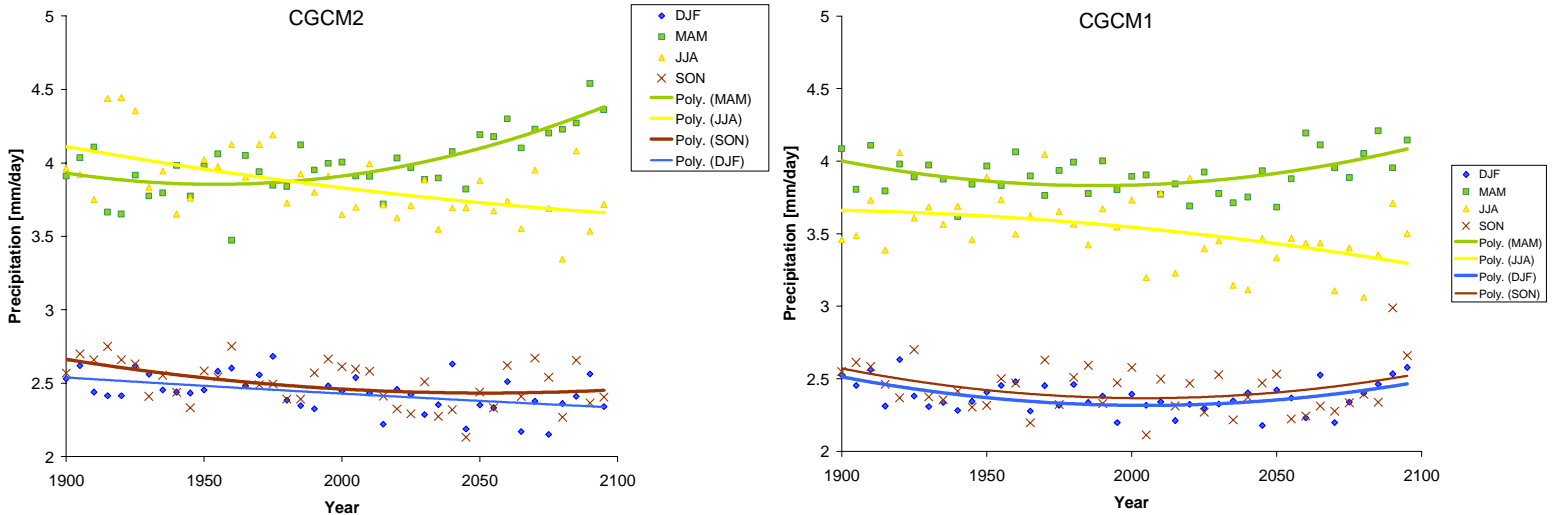 CGCM2
Precipitation [mm/day]
5
4.5
4
3.5
3
2.5
2
1900
1950
2000
2050
2100
Year
DJF
MAM
JJA
SON
Poly. (MAM)
Poly. (JJA)
Poly. (SON)
Poly. (DJF)
CGCM1
Precipitation [mm/day]
5
4.5
4
3.5
3
2.5
2
1900
1950
2000
2050
2100
Year
DJF
MAM
JJA
SON
Poly. (MAM)
Poly. (JJA)
Poly. (DJF)
Poly. (SON)